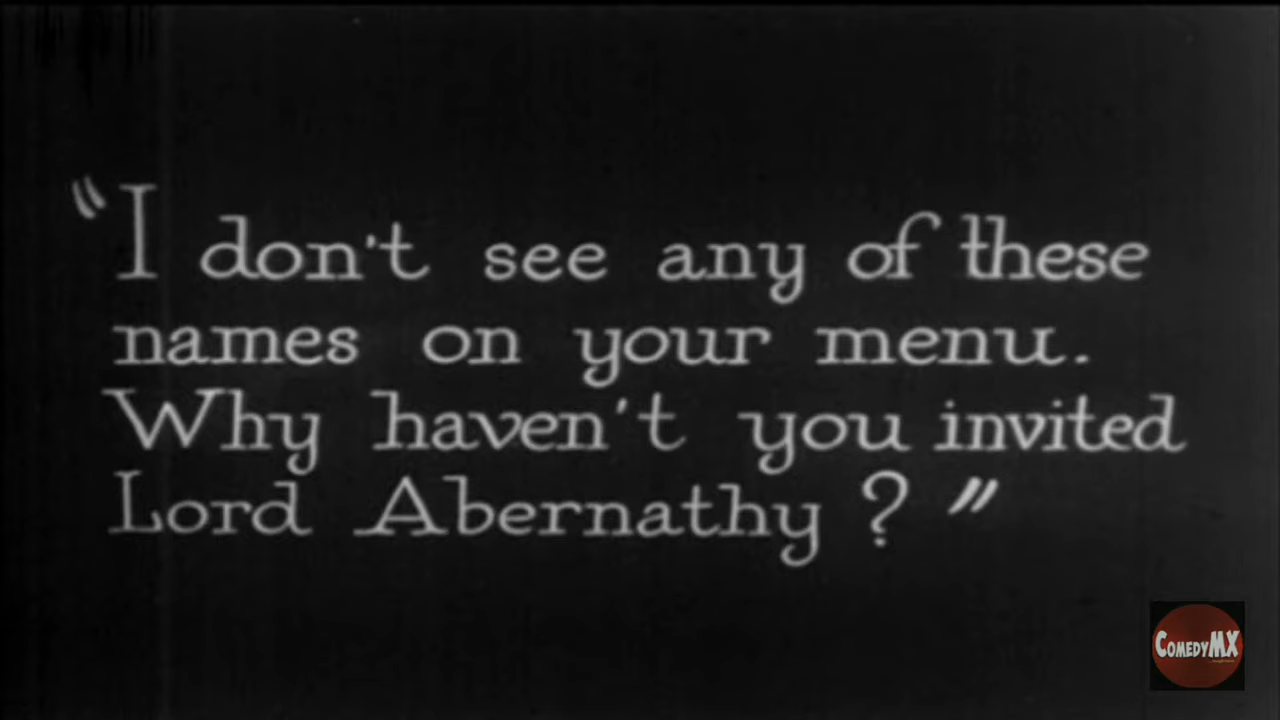 "I don't see any of these
names on your menu.
Why haven't you invited
Lord Abernathy ?"
COMEDYMX